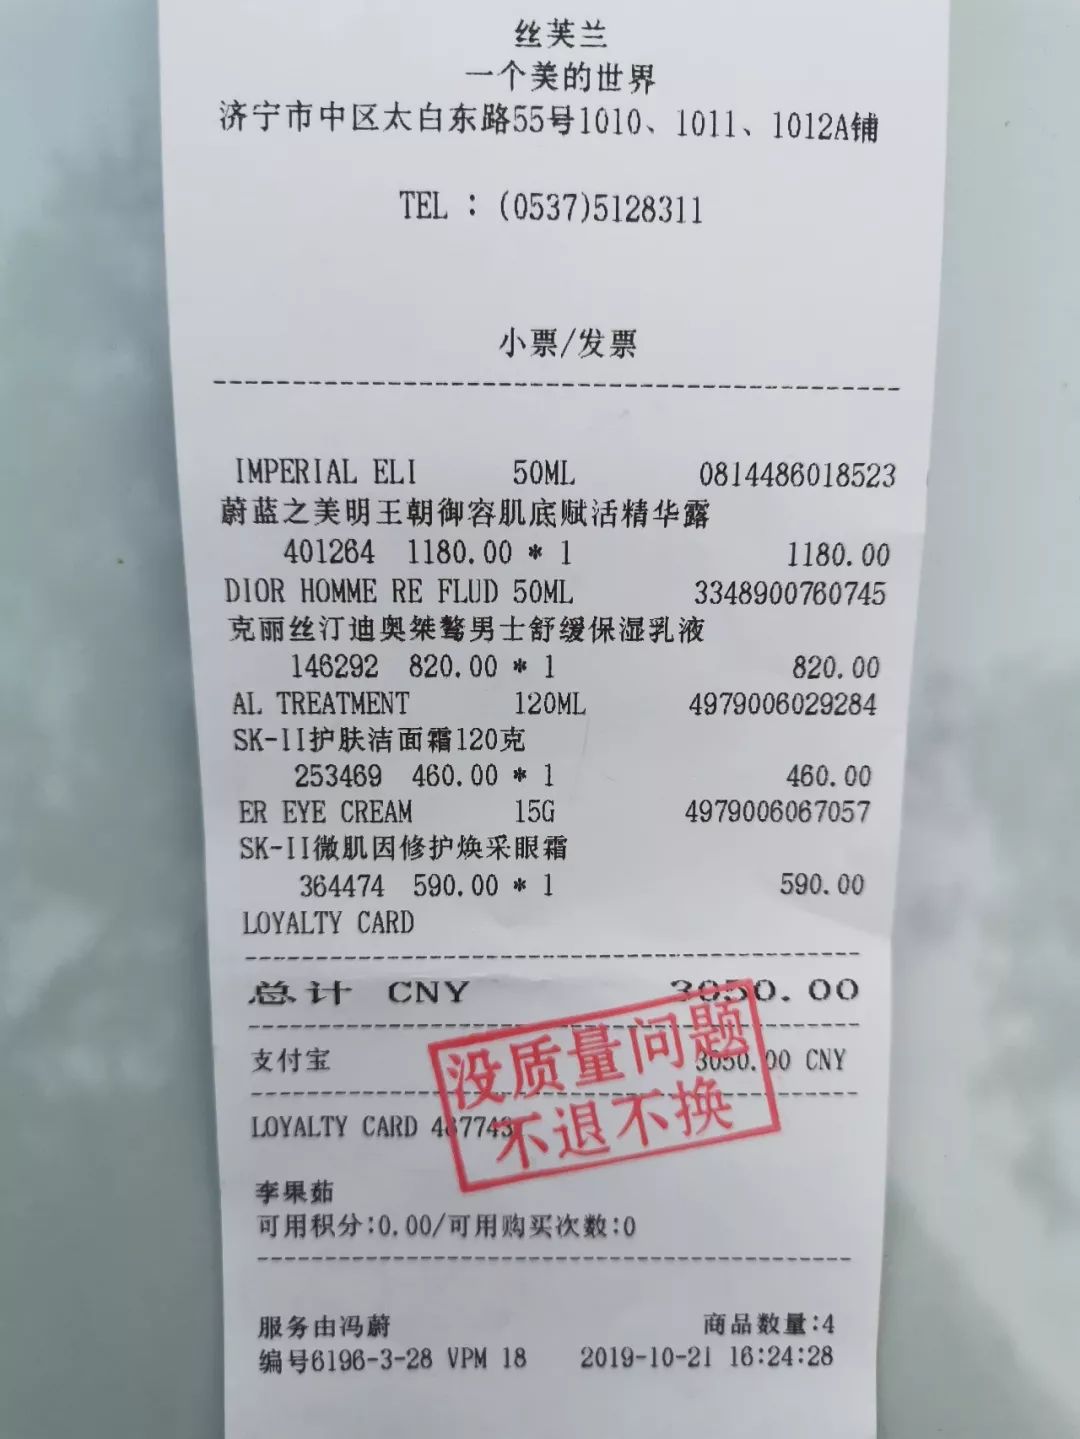 丝芙兰
一个美的世界
济宁市中区太白东路55号1010、1011、1012A铺
TEL : (0537)5128311
小票/发票
IMPERIAL ELI 50ML 0814486018523
蔚蓝之美明王朝御容肌底赋活精华露
401264 1180.00 * 1 1180.00
DIOR HOMME RE FLUD 50ML 3348900760745
克丽丝汀迪奥桀骜男士舒缓保湿乳液
146292 820.00 * 1 820.00
AL TREATMENT 120ML 4979006029284
SK-II护肤洁面霜120克
253469 460.00 * 1 460.00
ER EYE CREAM 15G 4979006067057
SK-II微肌因修护焕采眼霜
364474 590.00 * 1 590.00
LOYALTY CARD
总计 CNY 3050.00
支付宝 3050.00 CNY
没质量问题
不退不换
LOYALTY CARD 487743
李果茹
可用积分:0.00/可用购买次数:0
服务由冯蔚 商品数量:4
编号6196-3-28 VPM 18 2019-10-21 16:24:28